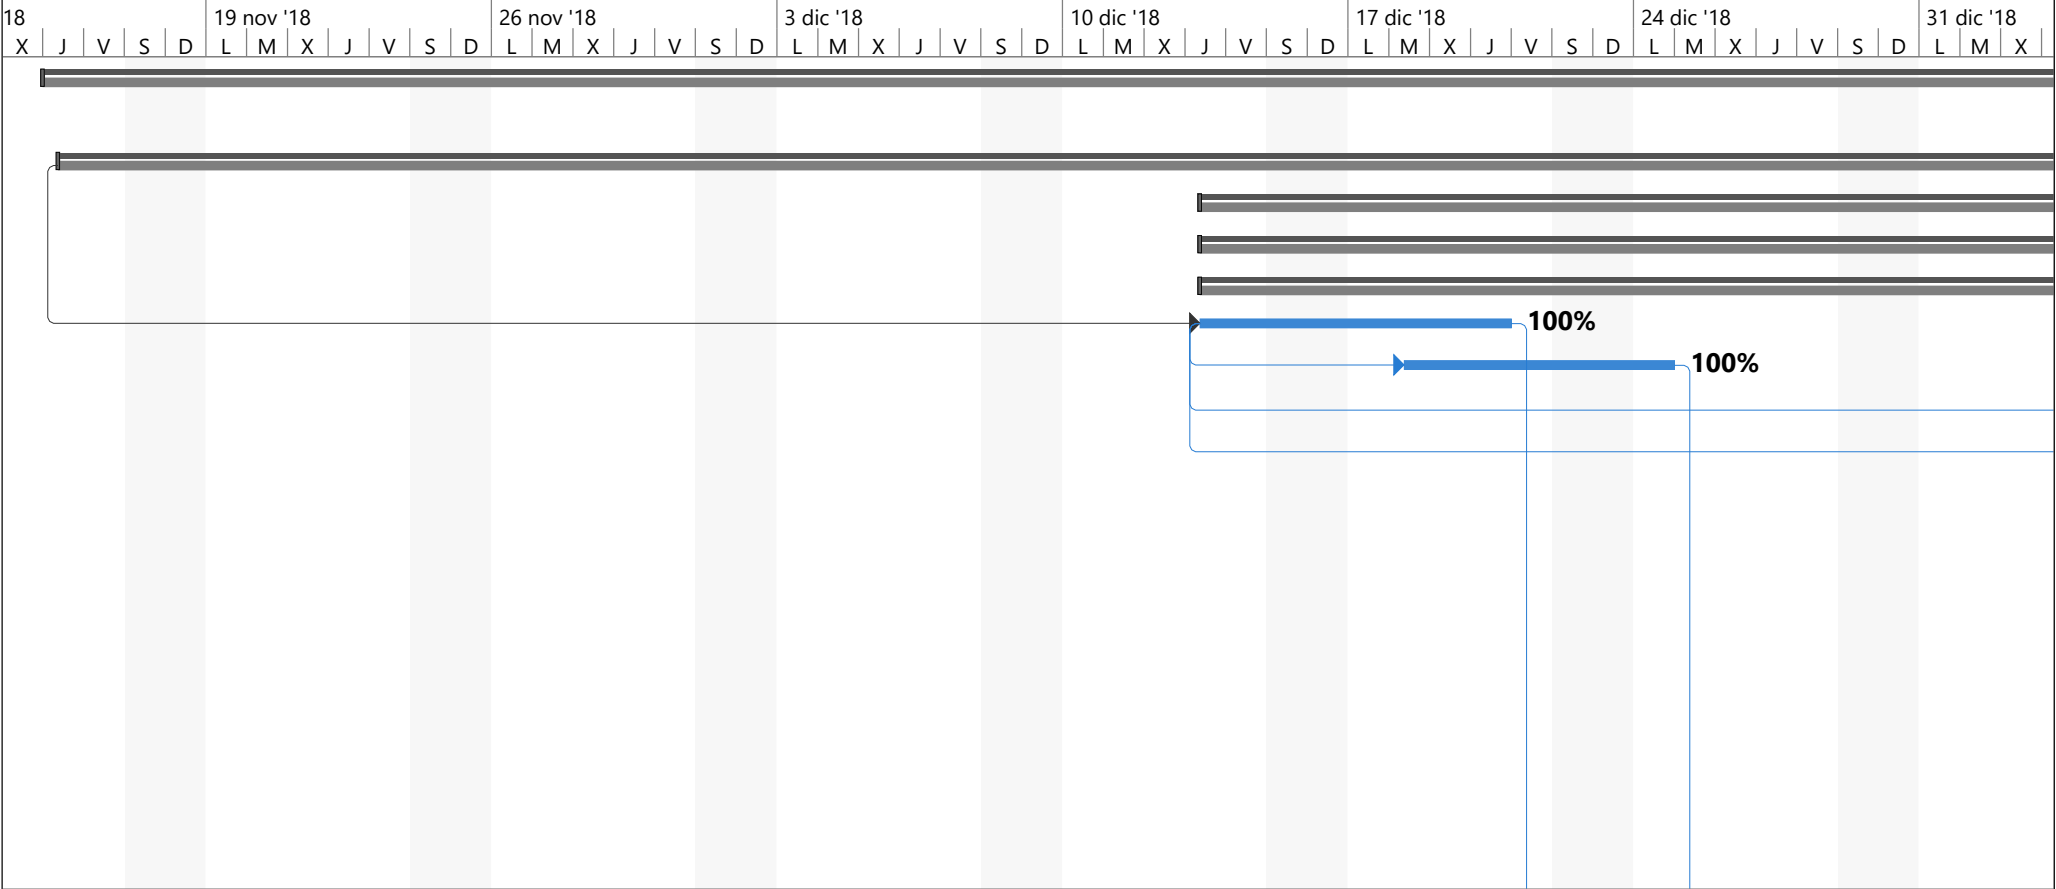 18 19 nov '18 26 nov '18 3 dic '18 10 dic '18 17 dic '18 24 dic '18 31 dic '18
X J V S D L M X J V S D L M X J V S D L M X J V S D L M X J V S D L M X J V S D L M X J V S D L M X
100%
100%